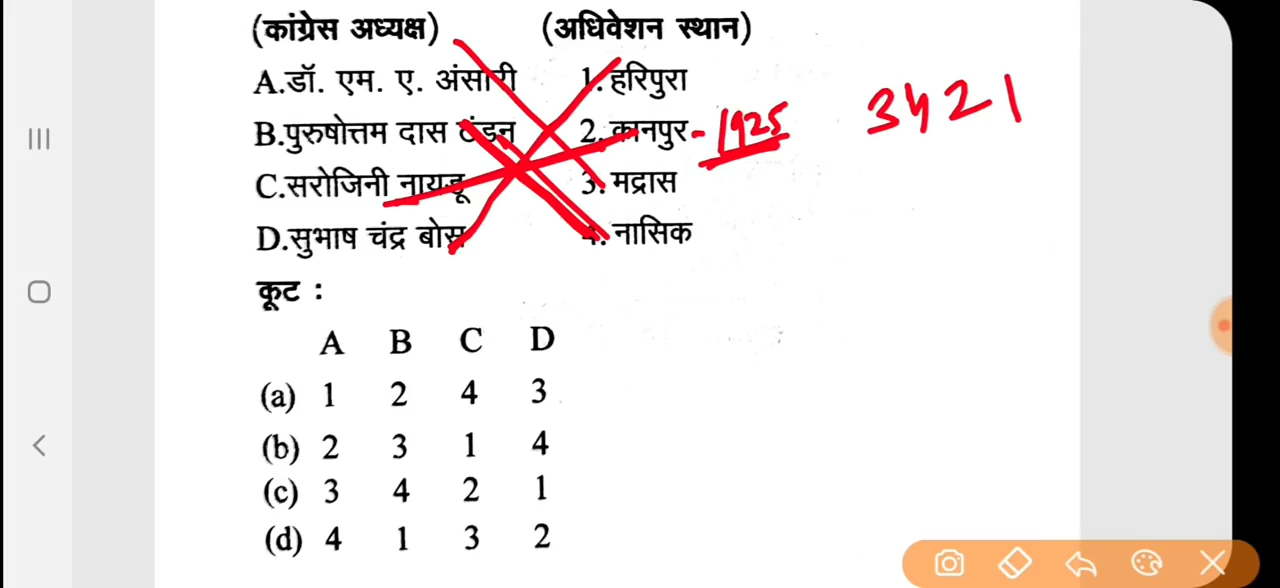 (कांग्रेस अध्यक्ष) (अधिवेशन स्थान)
A.डॉ. एम. ए. अंसारी 1. हरिपुरा
B.पुरुषोत्तम दास टंडन 2. कानपुर - 1925 3421
C.सरोजिनी नायडू 3. मद्रास
D.सुभाष चंद्र बोस 4. नासिक
कूट :
A B C D
(a) 1 2 4 3
(b) 2 3 1 4
(c) 3 4 2 1
(d) 4 1 3 2